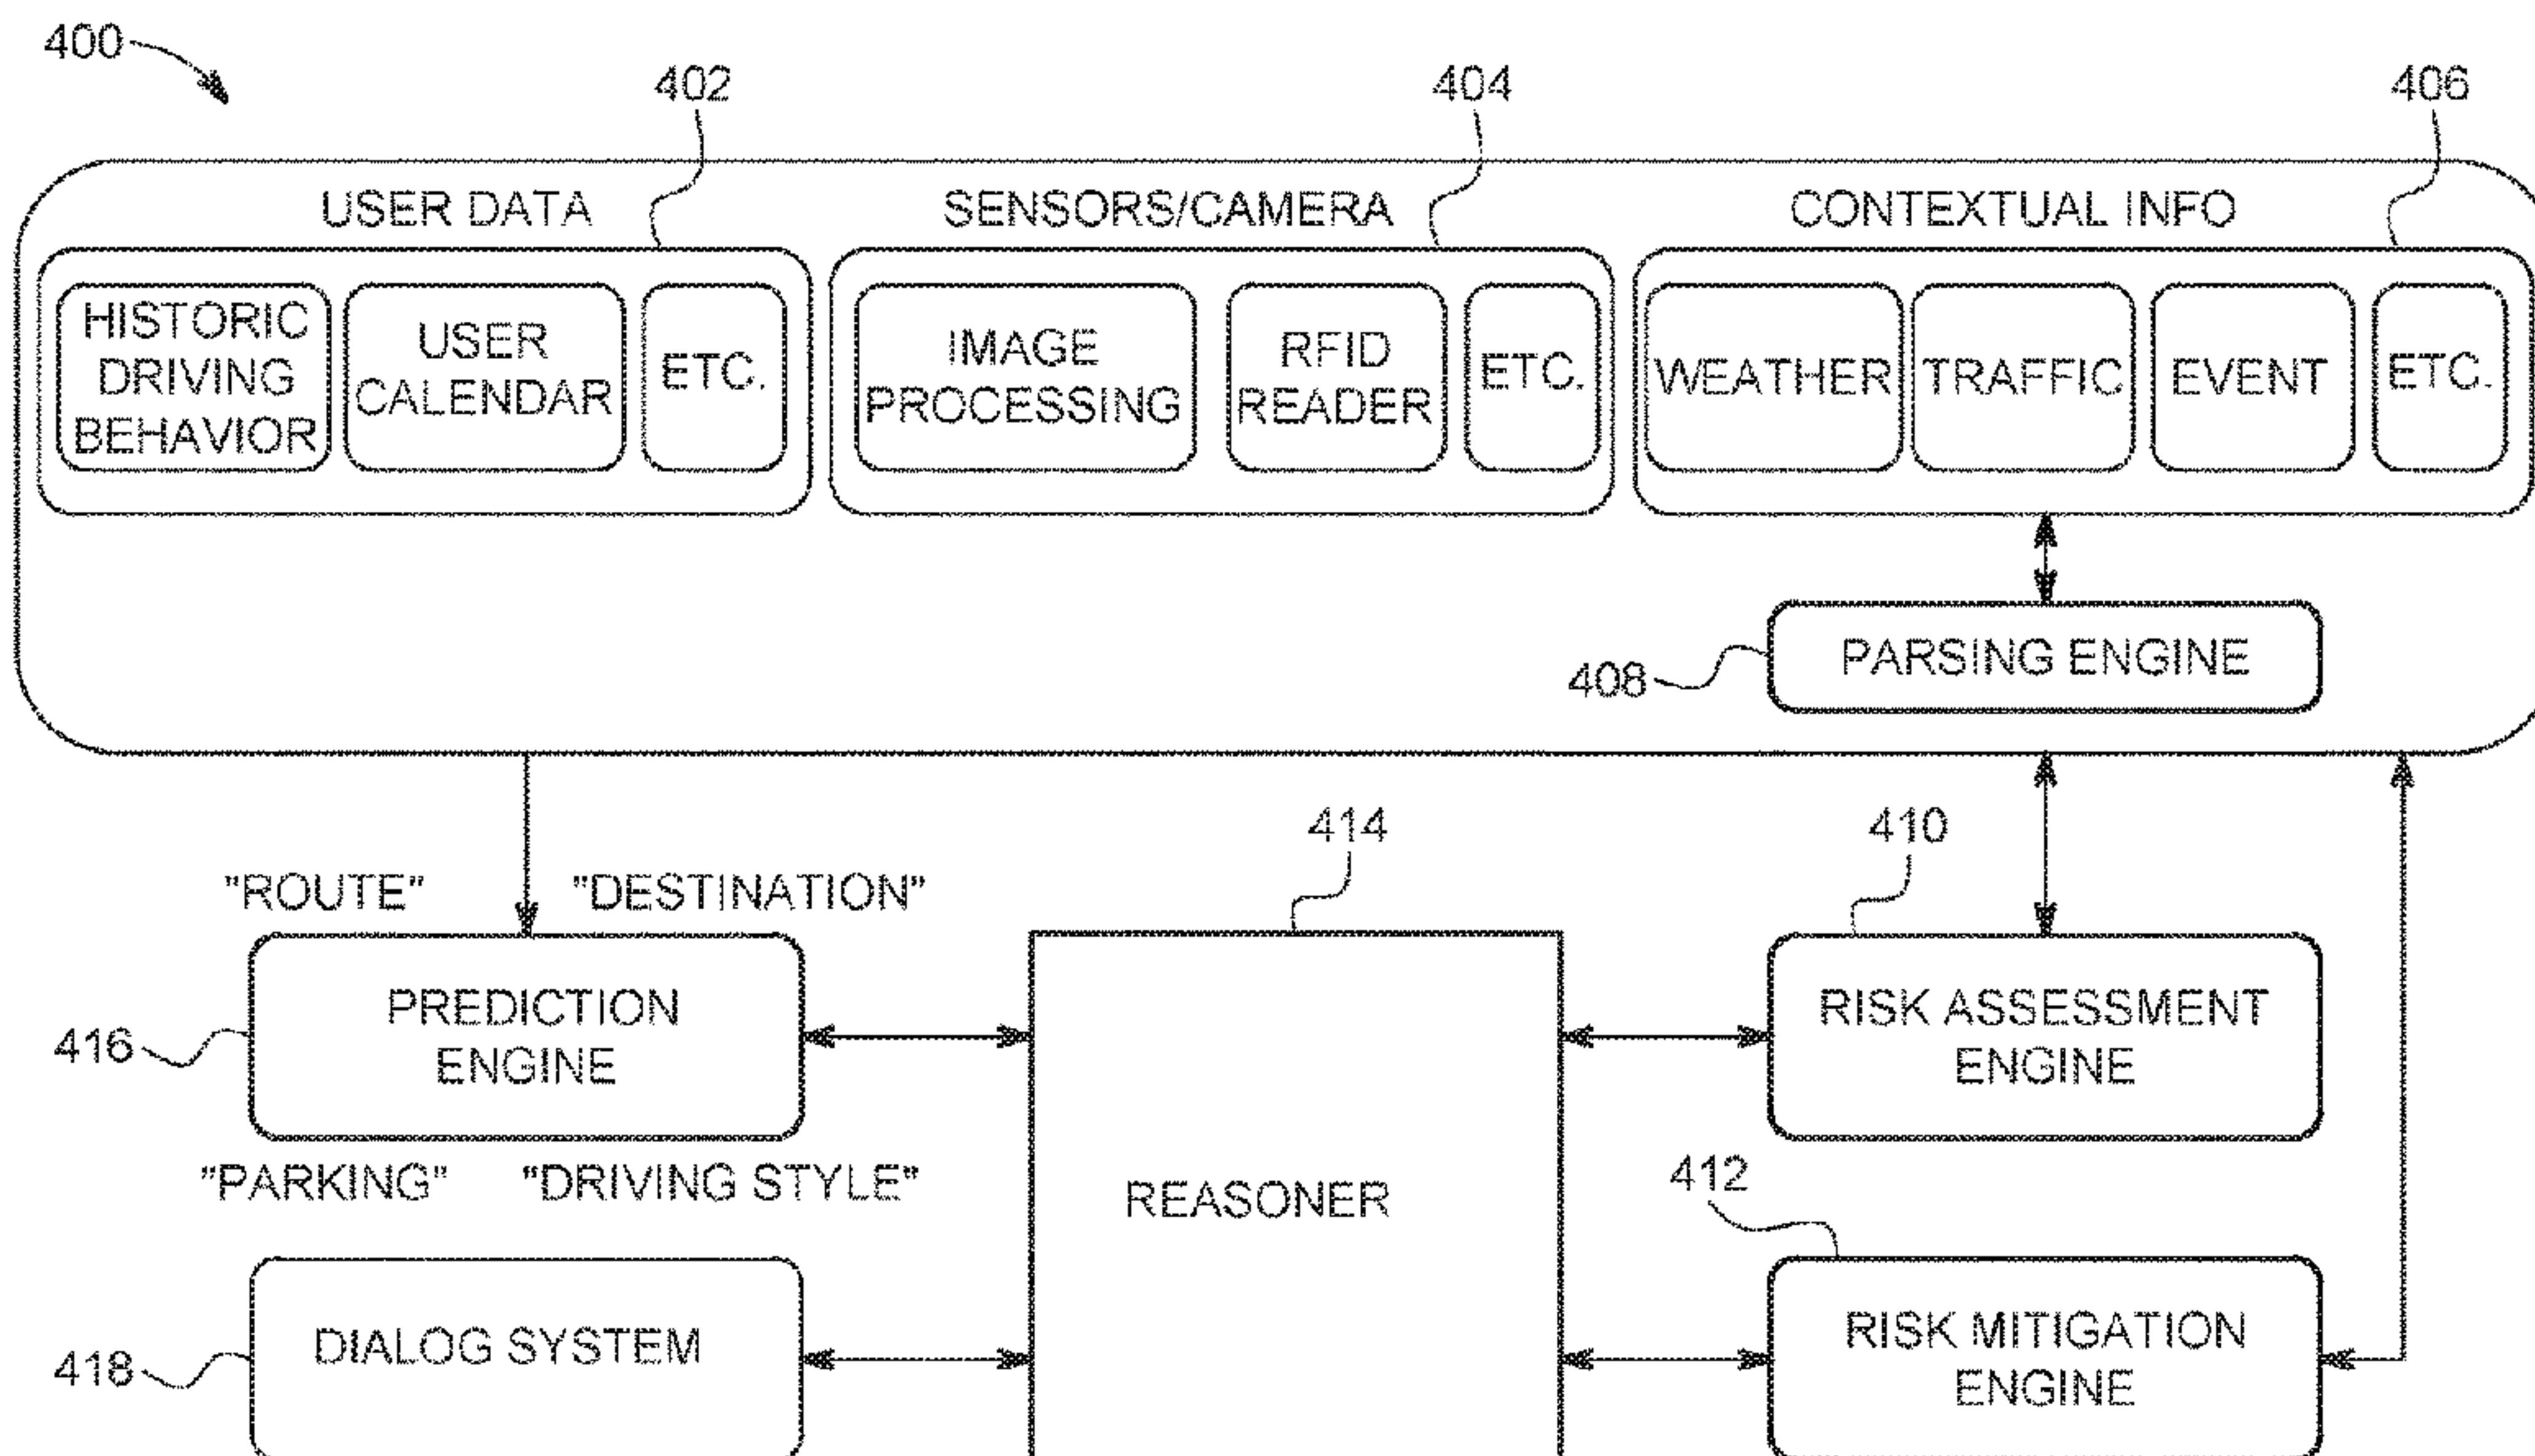 400
402
404
406
USER DATA
SENSORS/CAMERA
CONTEXTUAL INFO
HISTORIC
DRIVING
BEHAVIOR
USER
CALENDAR
ETC.
IMAGE
PROCESSING
RFID
READER
ETC.
WEATHER
TRAFFIC
EVENT
ETC.
PARSING ENGINE
408
414
410
"ROUTE"
"DESTINATION"
PREDICTION
ENGINE
416
"PARKING"
"DRIVING STYLE"
REASONER
RISK ASSESSMENT
ENGINE
412
DIALOG SYSTEM
418
RISK MITIGATION
ENGINE